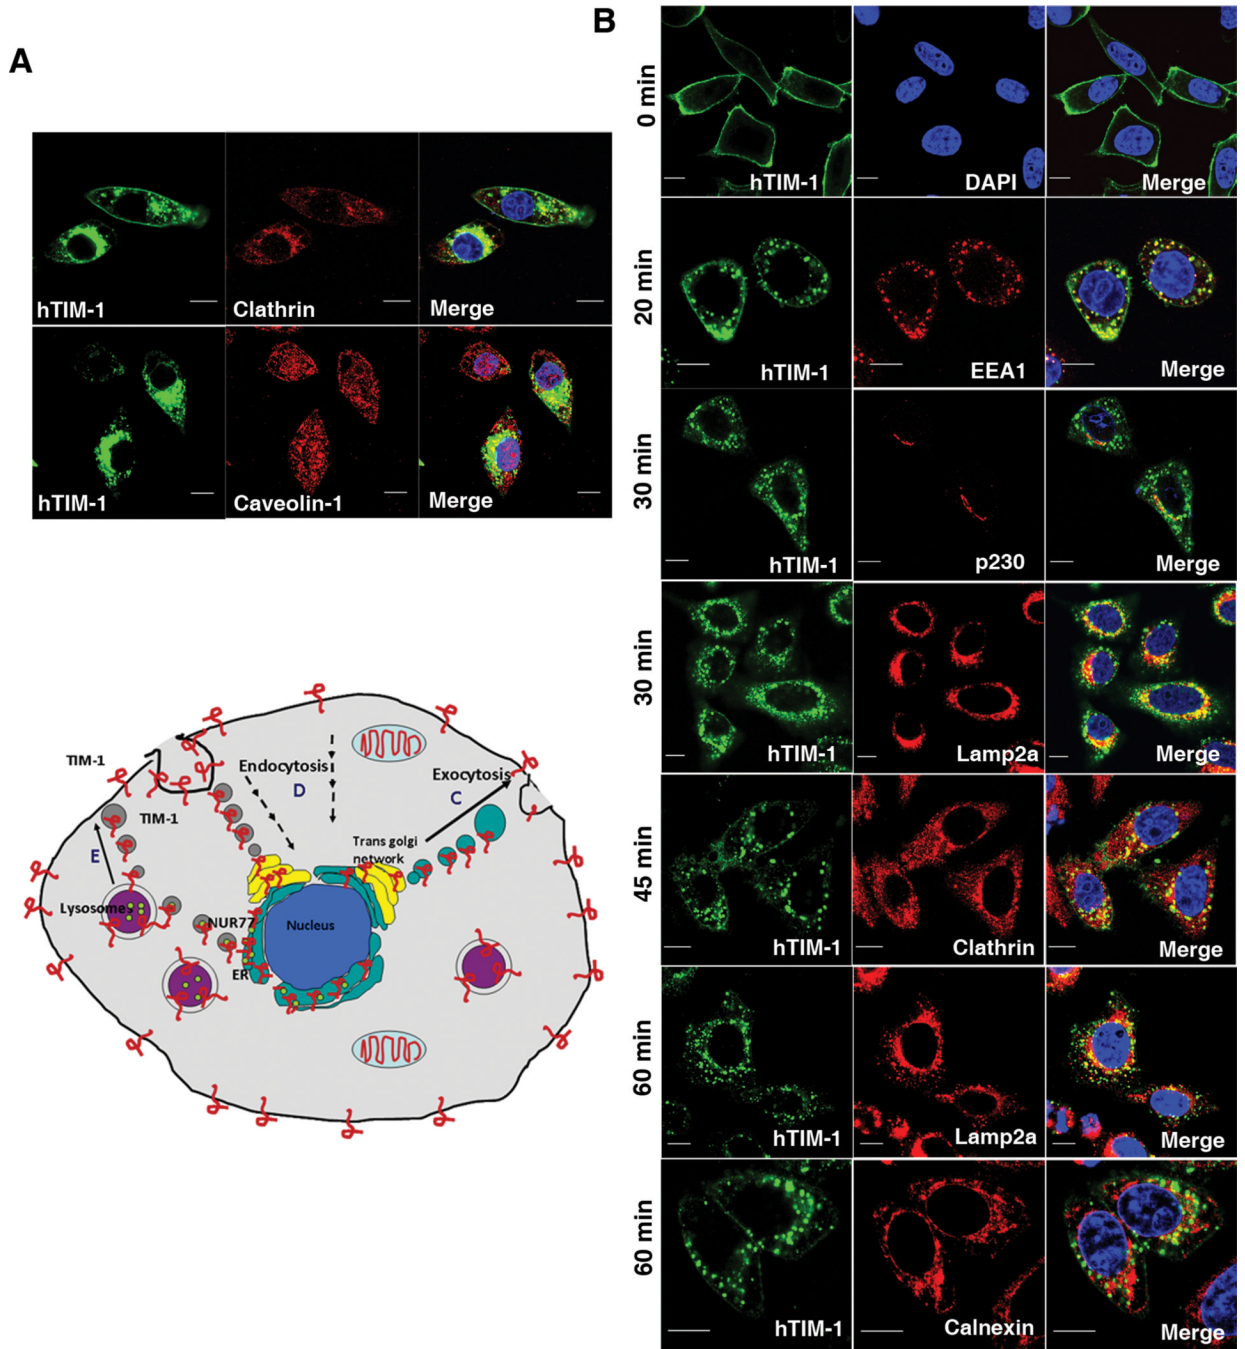 A
hTIM-1 Clathrin Merge
hTIM-1 Caveolin-1 Merge
TIM-1
Endocytosis
D
Exocytosis
C
TIM-1
E
Trans golgi
network
Lysosomes
NUR77
Nucleus
ER
B
0 min
hTIM-1 DAPI Merge
20 min
hTIM-1 EEA1 Merge
30 min
hTIM-1 p230 Merge
30 min
hTIM-1 Lamp2a Merge
45 min
hTIM-1 Clathrin Merge
60 min
hTIM-1 Lamp2a Merge
60 min
hTIM-1 Calnexin Merge